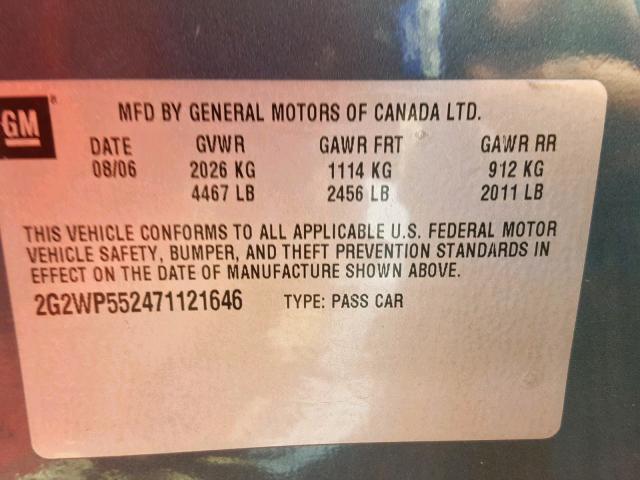 GM ®
MFD BY GENERAL MOTORS OF CANADA LTD.
DATE GVWR GAWR FRT GAWR RR
08/06 2026 KG 1114 KG 912 KG
4467 LB 2456 LB 2011 LB
THIS VEHICLE CONFORMS TO ALL APPLICABLE U.S. FEDERAL MOTOR
VEHICLE SAFETY, BUMPER, AND THEFT PREVENTION STANDARDS IN
EFFECT ON THE DATE OF MANUFACTURE SHOWN ABOVE.
2G2WP552471121646 TYPE: PASS CAR